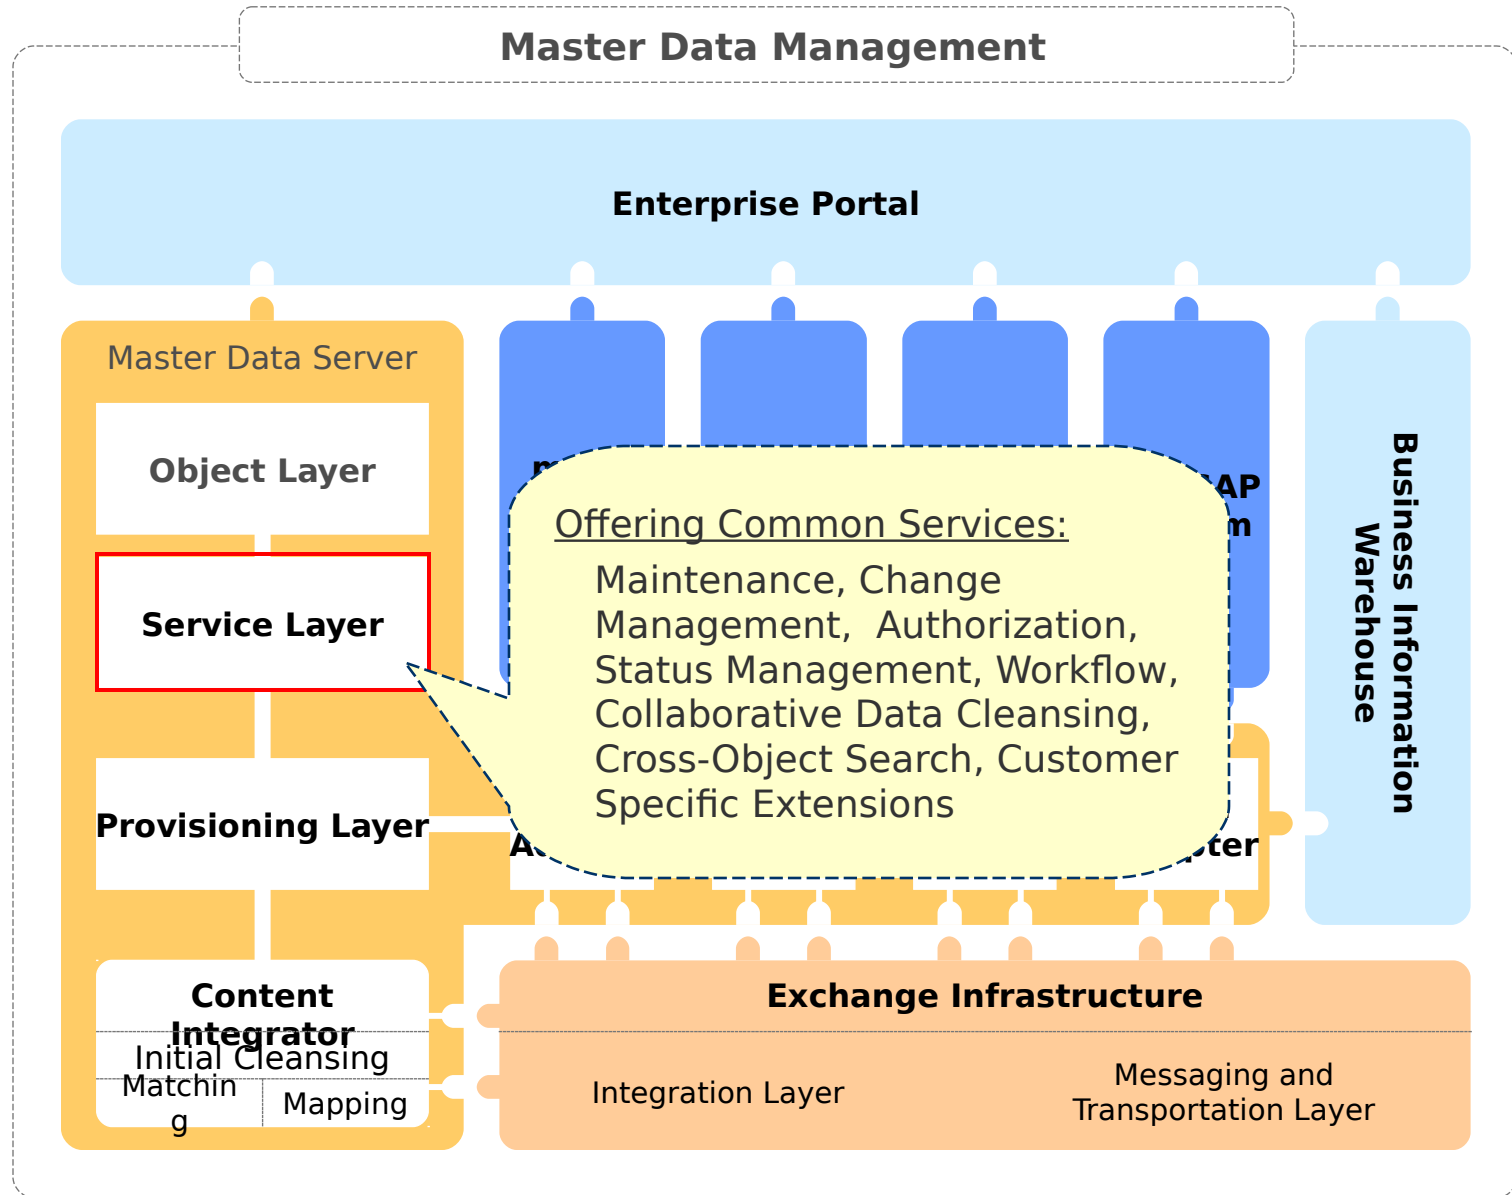 Master Data Management
Enterprise Portal
Master Data Server
Object Layer
Service Layer
Provisioning Layer
Offering Common Services:
Maintenance, Change
Management,  Authorization,
Status Management, Workflow,
Collaborative Data Cleansing,
Cross-Object Search, Customer
Specific Extensions
Business Information
Warehouse
Content
Integrator
Initial Cleansing
Matchin
g
Mapping
Exchange Infrastructure
Integration Layer
Messaging and
Transportation Layer